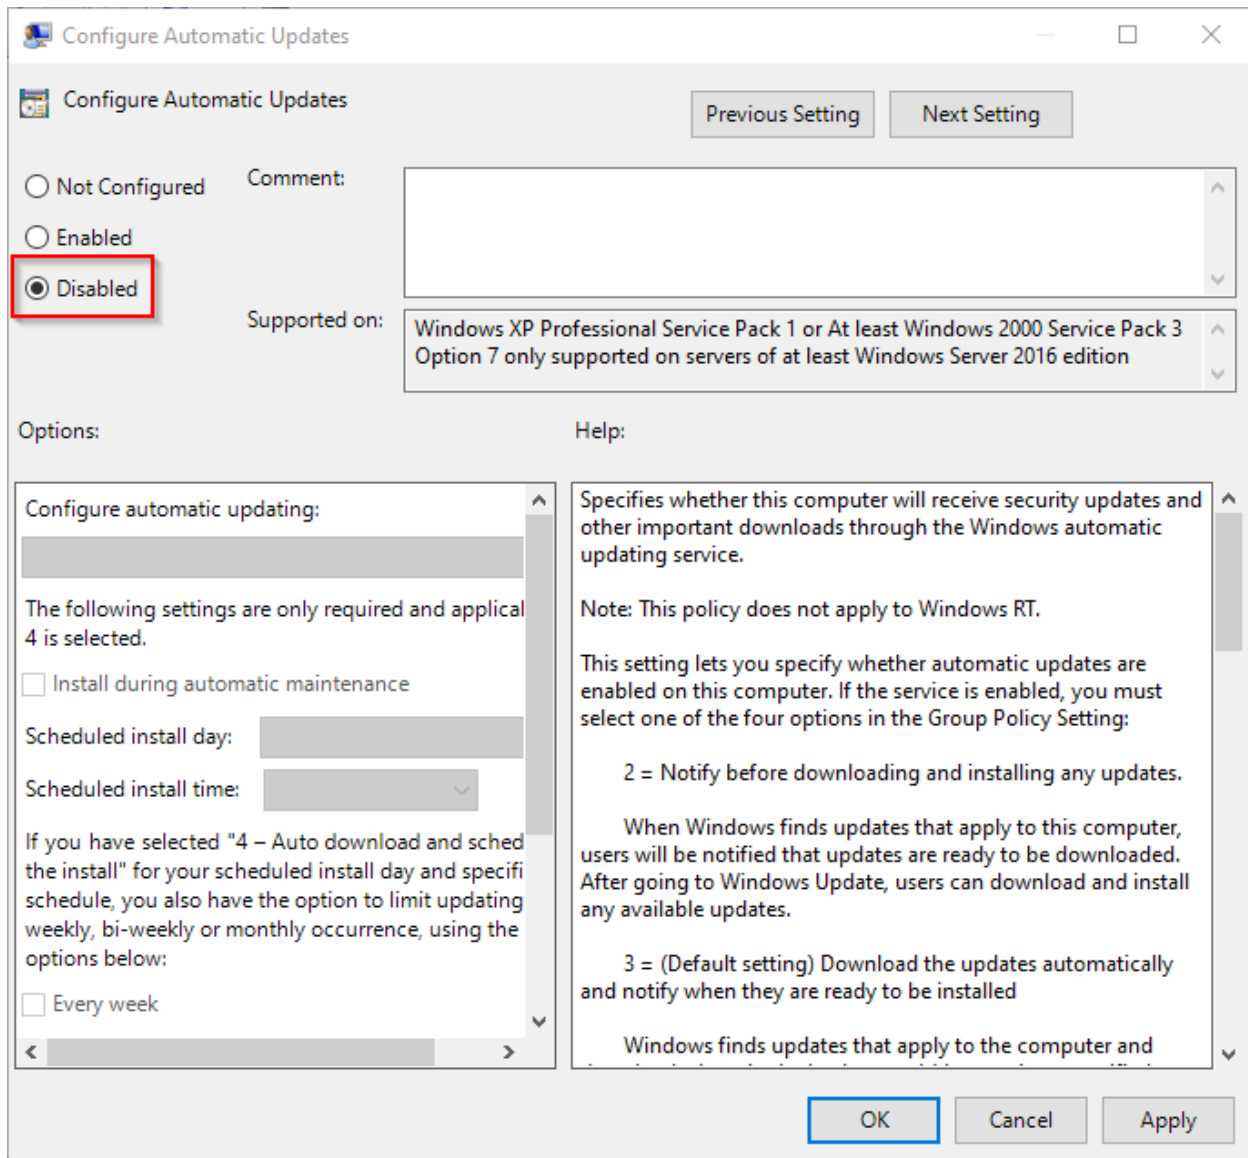 Configure Automatic Updates
Configure Automatic Updates
Previous Setting
Next Setting
Not Configured
Enabled
Disabled
Comment:
Supported on:
Windows XP Professional Service Pack 1 or At least Windows 2000 Service Pack 3
Option 7 only supported on servers of at least Windows Server 2016 edition
Options:
Help:
Configure automatic updating:
The following settings are only required and applical
4 is selected.
Install during automatic maintenance
Scheduled install day:
Scheduled install time:
If you have selected "4 – Auto download and sched
the install" for your scheduled install day and specifi
schedule, you also have the option to limit updating
weekly, bi-weekly or monthly occurrence, using the
options below:
Every week
Specifies whether this computer will receive security updates and
other important downloads through the Windows automatic
updating service.
Note: This policy does not apply to Windows RT.
This setting lets you specify whether automatic updates are
enabled on this computer. If the service is enabled, you must
select one of the four options in the Group Policy Setting:
2 = Notify before downloading and installing any updates.
When Windows finds updates that apply to this computer,
users will be notified that updates are ready to be downloaded.
After going to Windows Update, users can download and install
any available updates.
3 = (Default setting) Download the updates automatically
and notify when they are ready to be installed
Windows finds updates that apply to the computer and
OK
Cancel
Apply